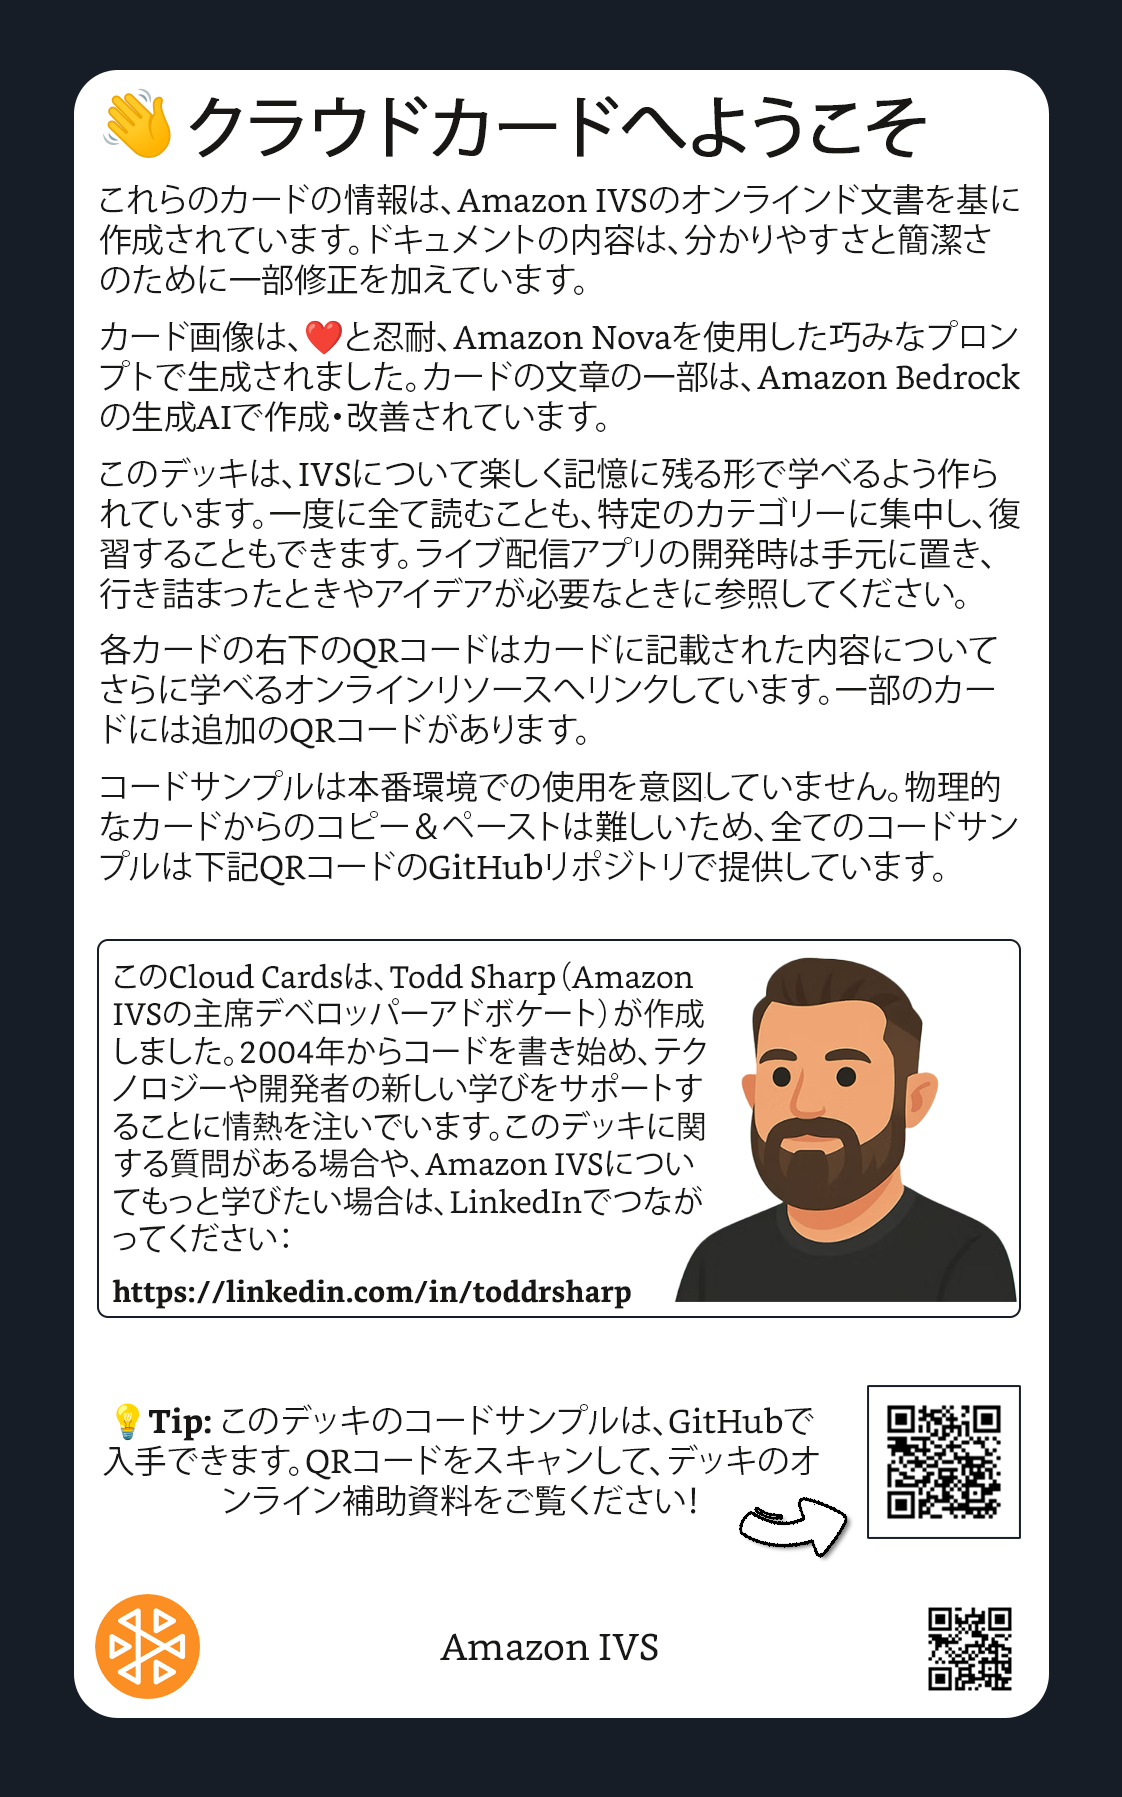 👋 クラウドカードへようこそ
これらのカードの情報は、Amazon IVSのオンラインド文書を基に
作成されています。ドキュメントの内容は、分かりやすさと簡潔さ
のために一部修正を加えています。
カード画像は、❤️と忍耐、Amazon Novaを使用した巧みなプロン
プトで生成されました。カードの文章の一部は、Amazon Bedrock
の生成AIで作成・改善されています。
このデッキは、IVSについて楽しく記憶に残る形で学べるよう作ら
れています。一度に全て読むことも、特定のカテゴリーに集中し、復
習することもできます。ライブ配信アプリの開発時は手元に置き、
行き詰まったときやアイデアが必要なときに参照してください。
各カードの右下のQRコードはカードに記載された内容について
さらに学べるオンラインリソースへリンクしています。一部のカー
ドには追加のQRコードがあります。
コードサンプルは本番環境での使用を意図していません。物理的
なカードからのコピー＆ペーストは難しいため、全てのコードサン
プルは下記QRコードのGitHubリポジトリで提供しています。
このCloud Cardsは、Todd Sharp（Amazon
IVSの主席デベロッパーアドボケート）が作成
しました。2004年からコードを書き始め、テク
ノロジーや開発者の新しい学びをサポートす
ることに情熱を注いでいます。このデッキに関
する質問がある場合や、Amazon IVSについ
てもっと学びたい場合は、LinkedInでつなが
ってください：
https://linkedin.com/in/toddrsharp
💡Tip: このデッキのコードサンプルは、GitHubで
入手できます。QRコードをスキャンして、デッキのオ
ンライン補助資料をご覧ください！
Amazon IVS